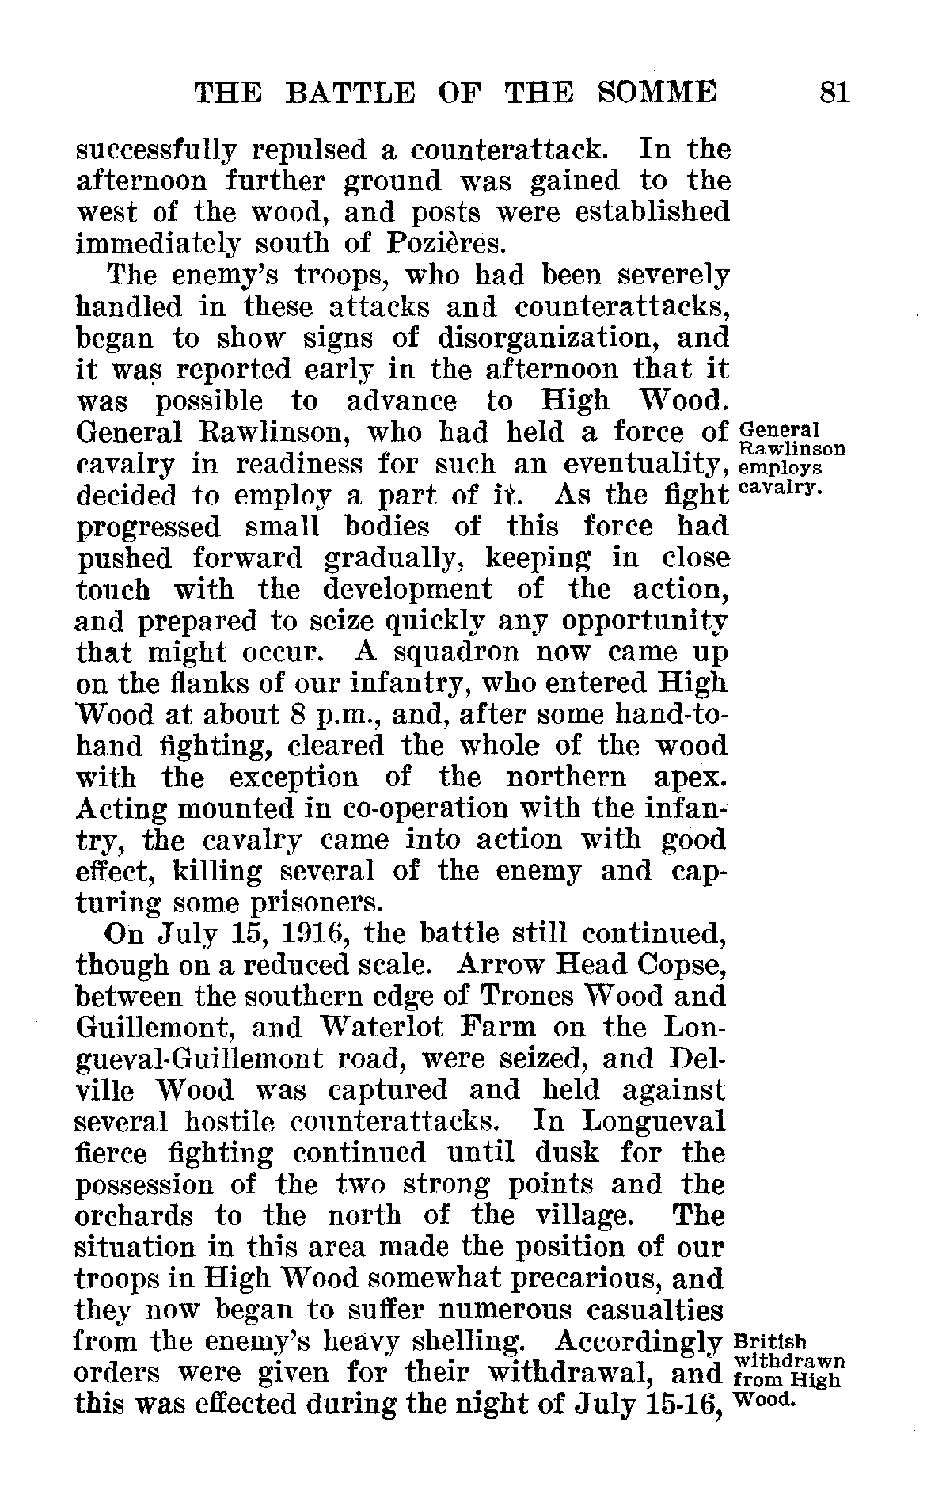 THE BATTLE OF THE SOMME 81
successfully repulsed a counterattack. In the
afternoon further ground was gained to the
west of the wood, and posts were established
immediately south of Pozières.
The enemy's troops, who had been severely
handled in these attacks and counterattacks,
began to show signs of disorganization, and
it was reported early in the afternoon that it
was possible to advance to High Wood.
General Rawlinson, who had held a force of
cavalry in readiness for such an eventuality,
decided to employ a part of it. As the fight
General
Rawlinson
employs
cavalry.
progressed small bodies of this force had
pushed forward gradually, keeping in close
touch with the development of the action,
and prepared to seize quickly any opportunity
that might occur. A squadron now came up
on the flanks of our infantry, who entered High
Wood at about 8 p.m., and, after some hand-to-
hand fighting, cleared the whole of the wood
with the exception of the northern apex.
Acting mounted in co-operation with the infan-
try, the cavalry came into action with good
effect, killing several of the enemy and cap-
turing some prisoners.
On July 15, 1916, the battle still continued,
though on a reduced scale. Arrow Head Copse,
between the southern edge of Trones Wood and
Guillemont, and Waterlot Farm on the Lon-
gueval-Guillemont road, were seized, and Del-
ville Wood was captured and held against
several hostile counterattacks. In Longueval
fierce fighting continued until dusk for the
possession of the two strong points and the
orchards to the north of the village. The
situation in this area made the position of our
troops in High Wood somewhat precarious, and
they now began to suffer numerous casualties
from the enemy's heavy shelling. Accordingly
orders were given for their withdrawal, and
this was effected during the night of July 15-16,
British
withdrawn
from High
Wood.